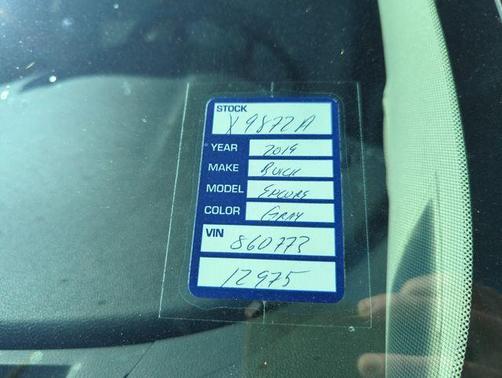 STOCK
X9872A
YEAR 2019
MAKE BUICK
MODEL ENCORE
COLOR GRAY
VIN
860773
12975